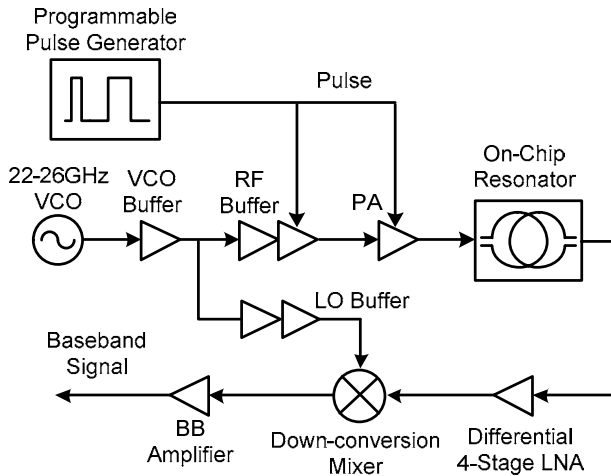 Programmable
Pulse Generator
Pulse
22-26GHz
VCO
VCO
Buffer
RF
Buffer
PA
On-Chip
Resonator
LO Buffer
Baseband
Signal
BB
Amplifier
Down-conversion
Mixer
Differential
4-Stage LNA